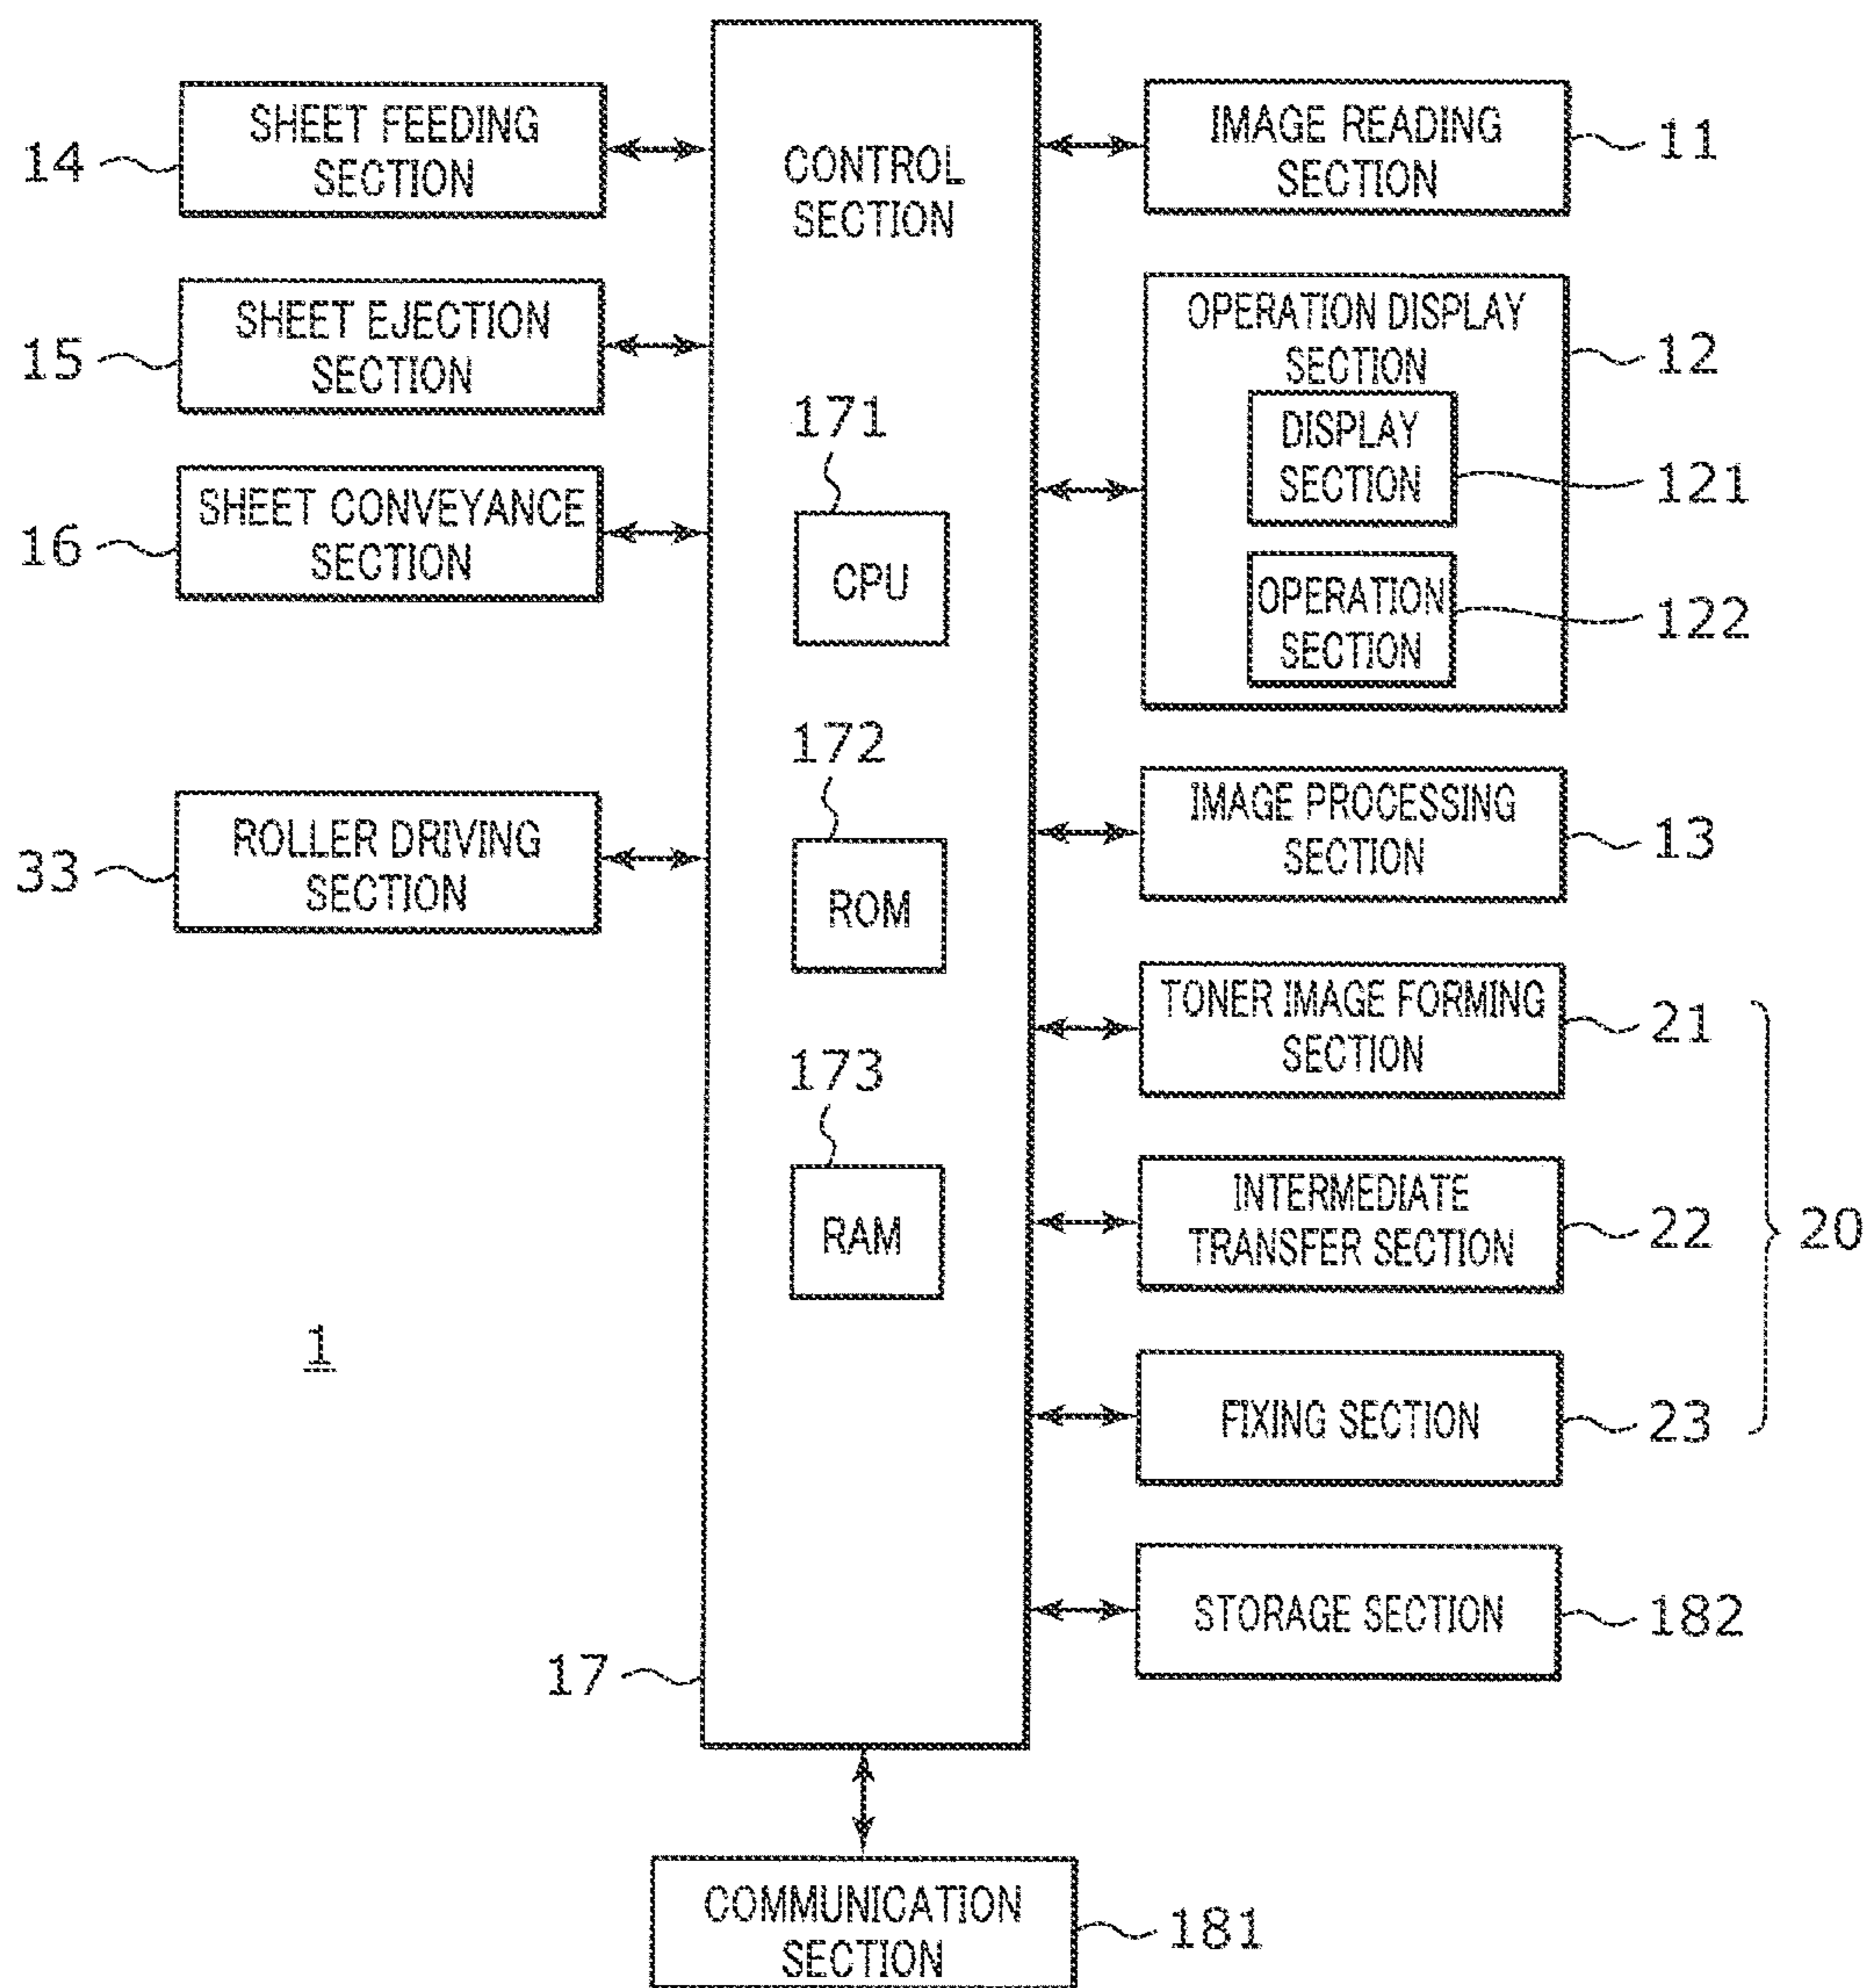 14
SHEET FEEDING
SECTION
15
SHEET EJECTION
SECTION
16
SHEET CONVEYANCE
SECTION
33
ROLLER DRIVING
SECTION
1
CONTROL
SECTION
171
CPU
172
ROM
173
RAM
17
IMAGE READING
SECTION
11
OPERATION DISPLAY
SECTION
12
DISPLAY
SECTION
121
OPERATION
SECTION
122
IMAGE PROCESSING
SECTION
13
TONER IMAGE FORMING
SECTION
21
INTERMEDIATE
TRANSFER SECTION
22
20
FIXING SECTION
23
STORAGE SECTION
182
COMMUNICATION
SECTION
181